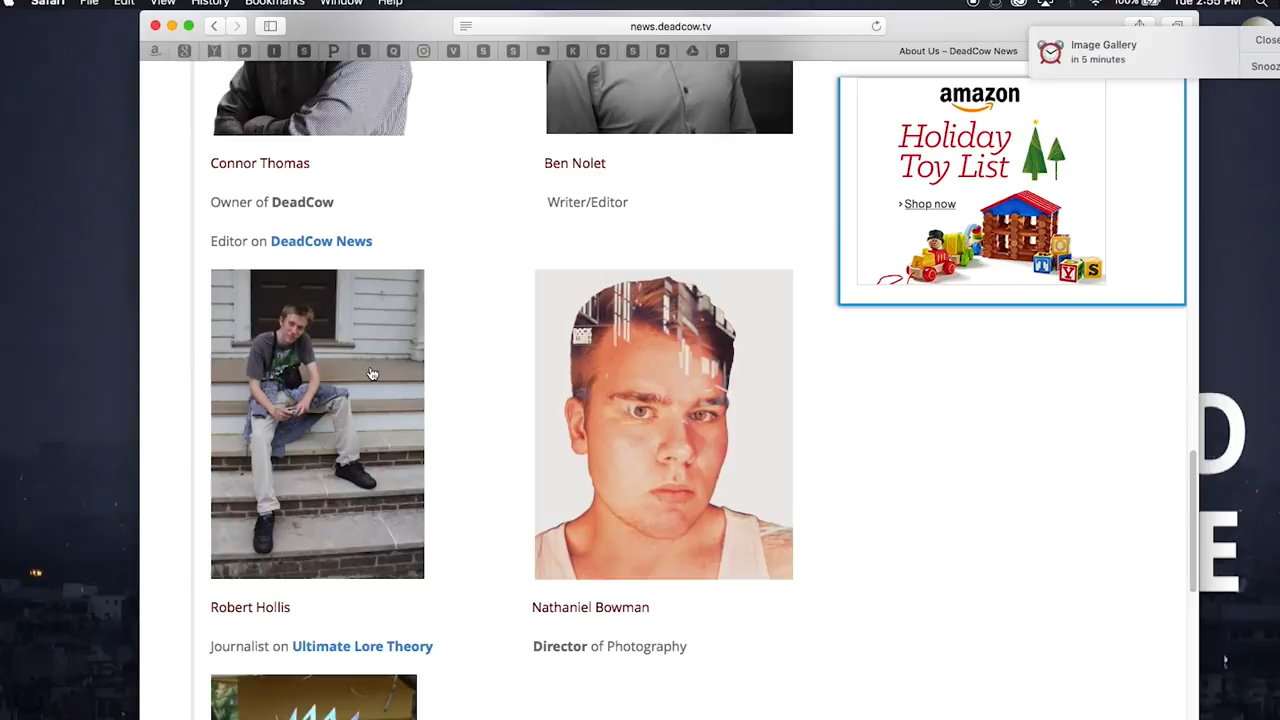 Safari File Edit View History Bookmarks Window Help 100% Tue 2:55 PM
news.deadcow.tv
About Us – DeadCow News
Image Gallery
in 5 minutes
Close
Snooz
amazon
Holiday
Toy List
› Shop now
T O Y S
Connor Thomas
Ben Nolet
Owner of DeadCow
Writer/Editor
Editor on DeadCow News
Robert Hollis
Nathaniel Bowman
Journalist on Ultimate Lore Theory
Director of Photography
D
E